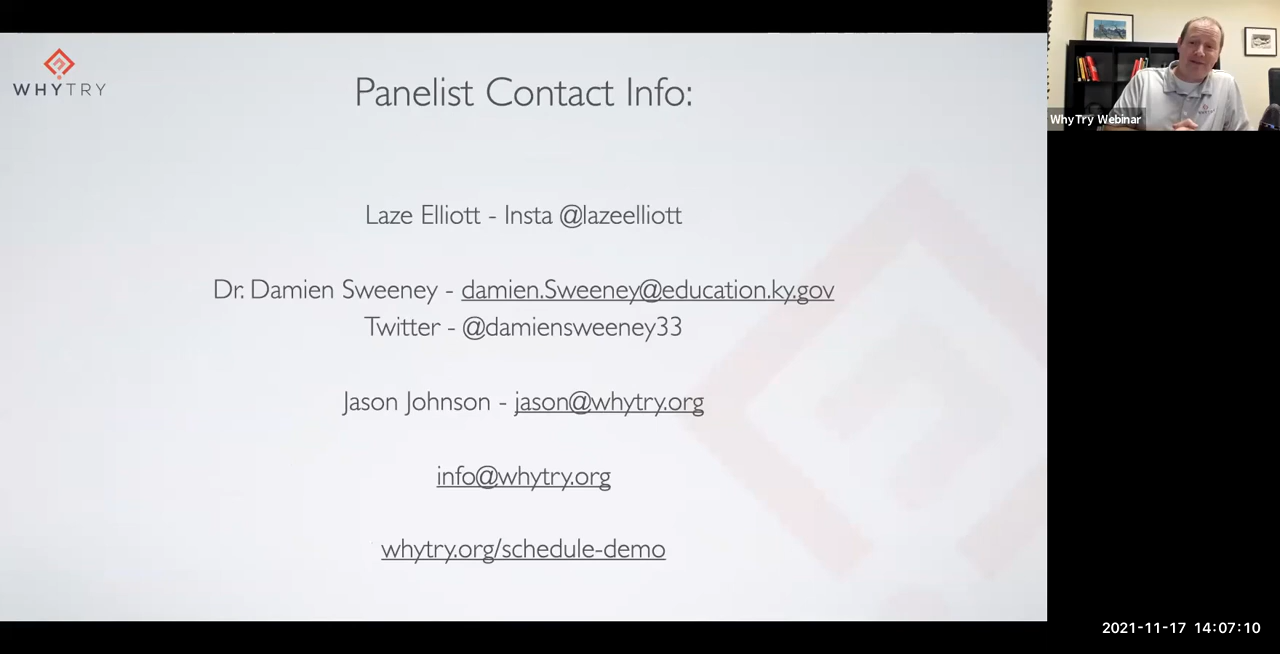 WHYTRY
Panelist Contact Info:
WhyTry Webinar
Laze Elliott - Insta @lazeelliott
Dr. Damien Sweeney - damien.Sweeney@education.ky.gov
Twitter - @damiensweeney33
Jason Johnson - jason@whytry.org
info@whytry.org
whytry.org/schedule-demo
2021-11-17 14:07:10